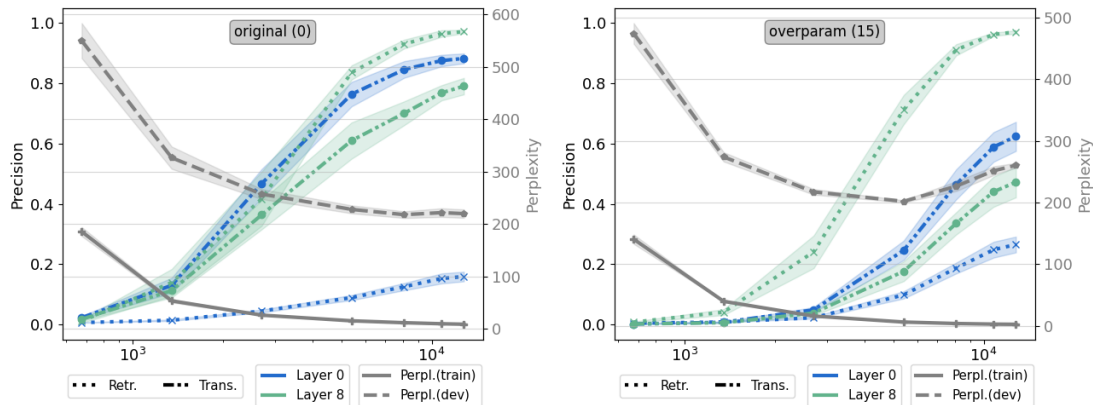 original (0)
1.0
0.8
0.6
0.4
0.2
0.0
Precision
600
500
400
300
200
100
0
Perplexity
10³
10⁴
Retr.
Trans.
Layer 0
Layer 8
Perpl.(train)
Perpl.(dev)
overparam (15)
1.0
0.8
0.6
0.4
0.2
0.0
Precision
500
400
300
200
100
0
Perplexity
10³
10⁴
Retr.
Trans.
Layer 0
Layer 8
Perpl.(train)
Perpl.(dev)